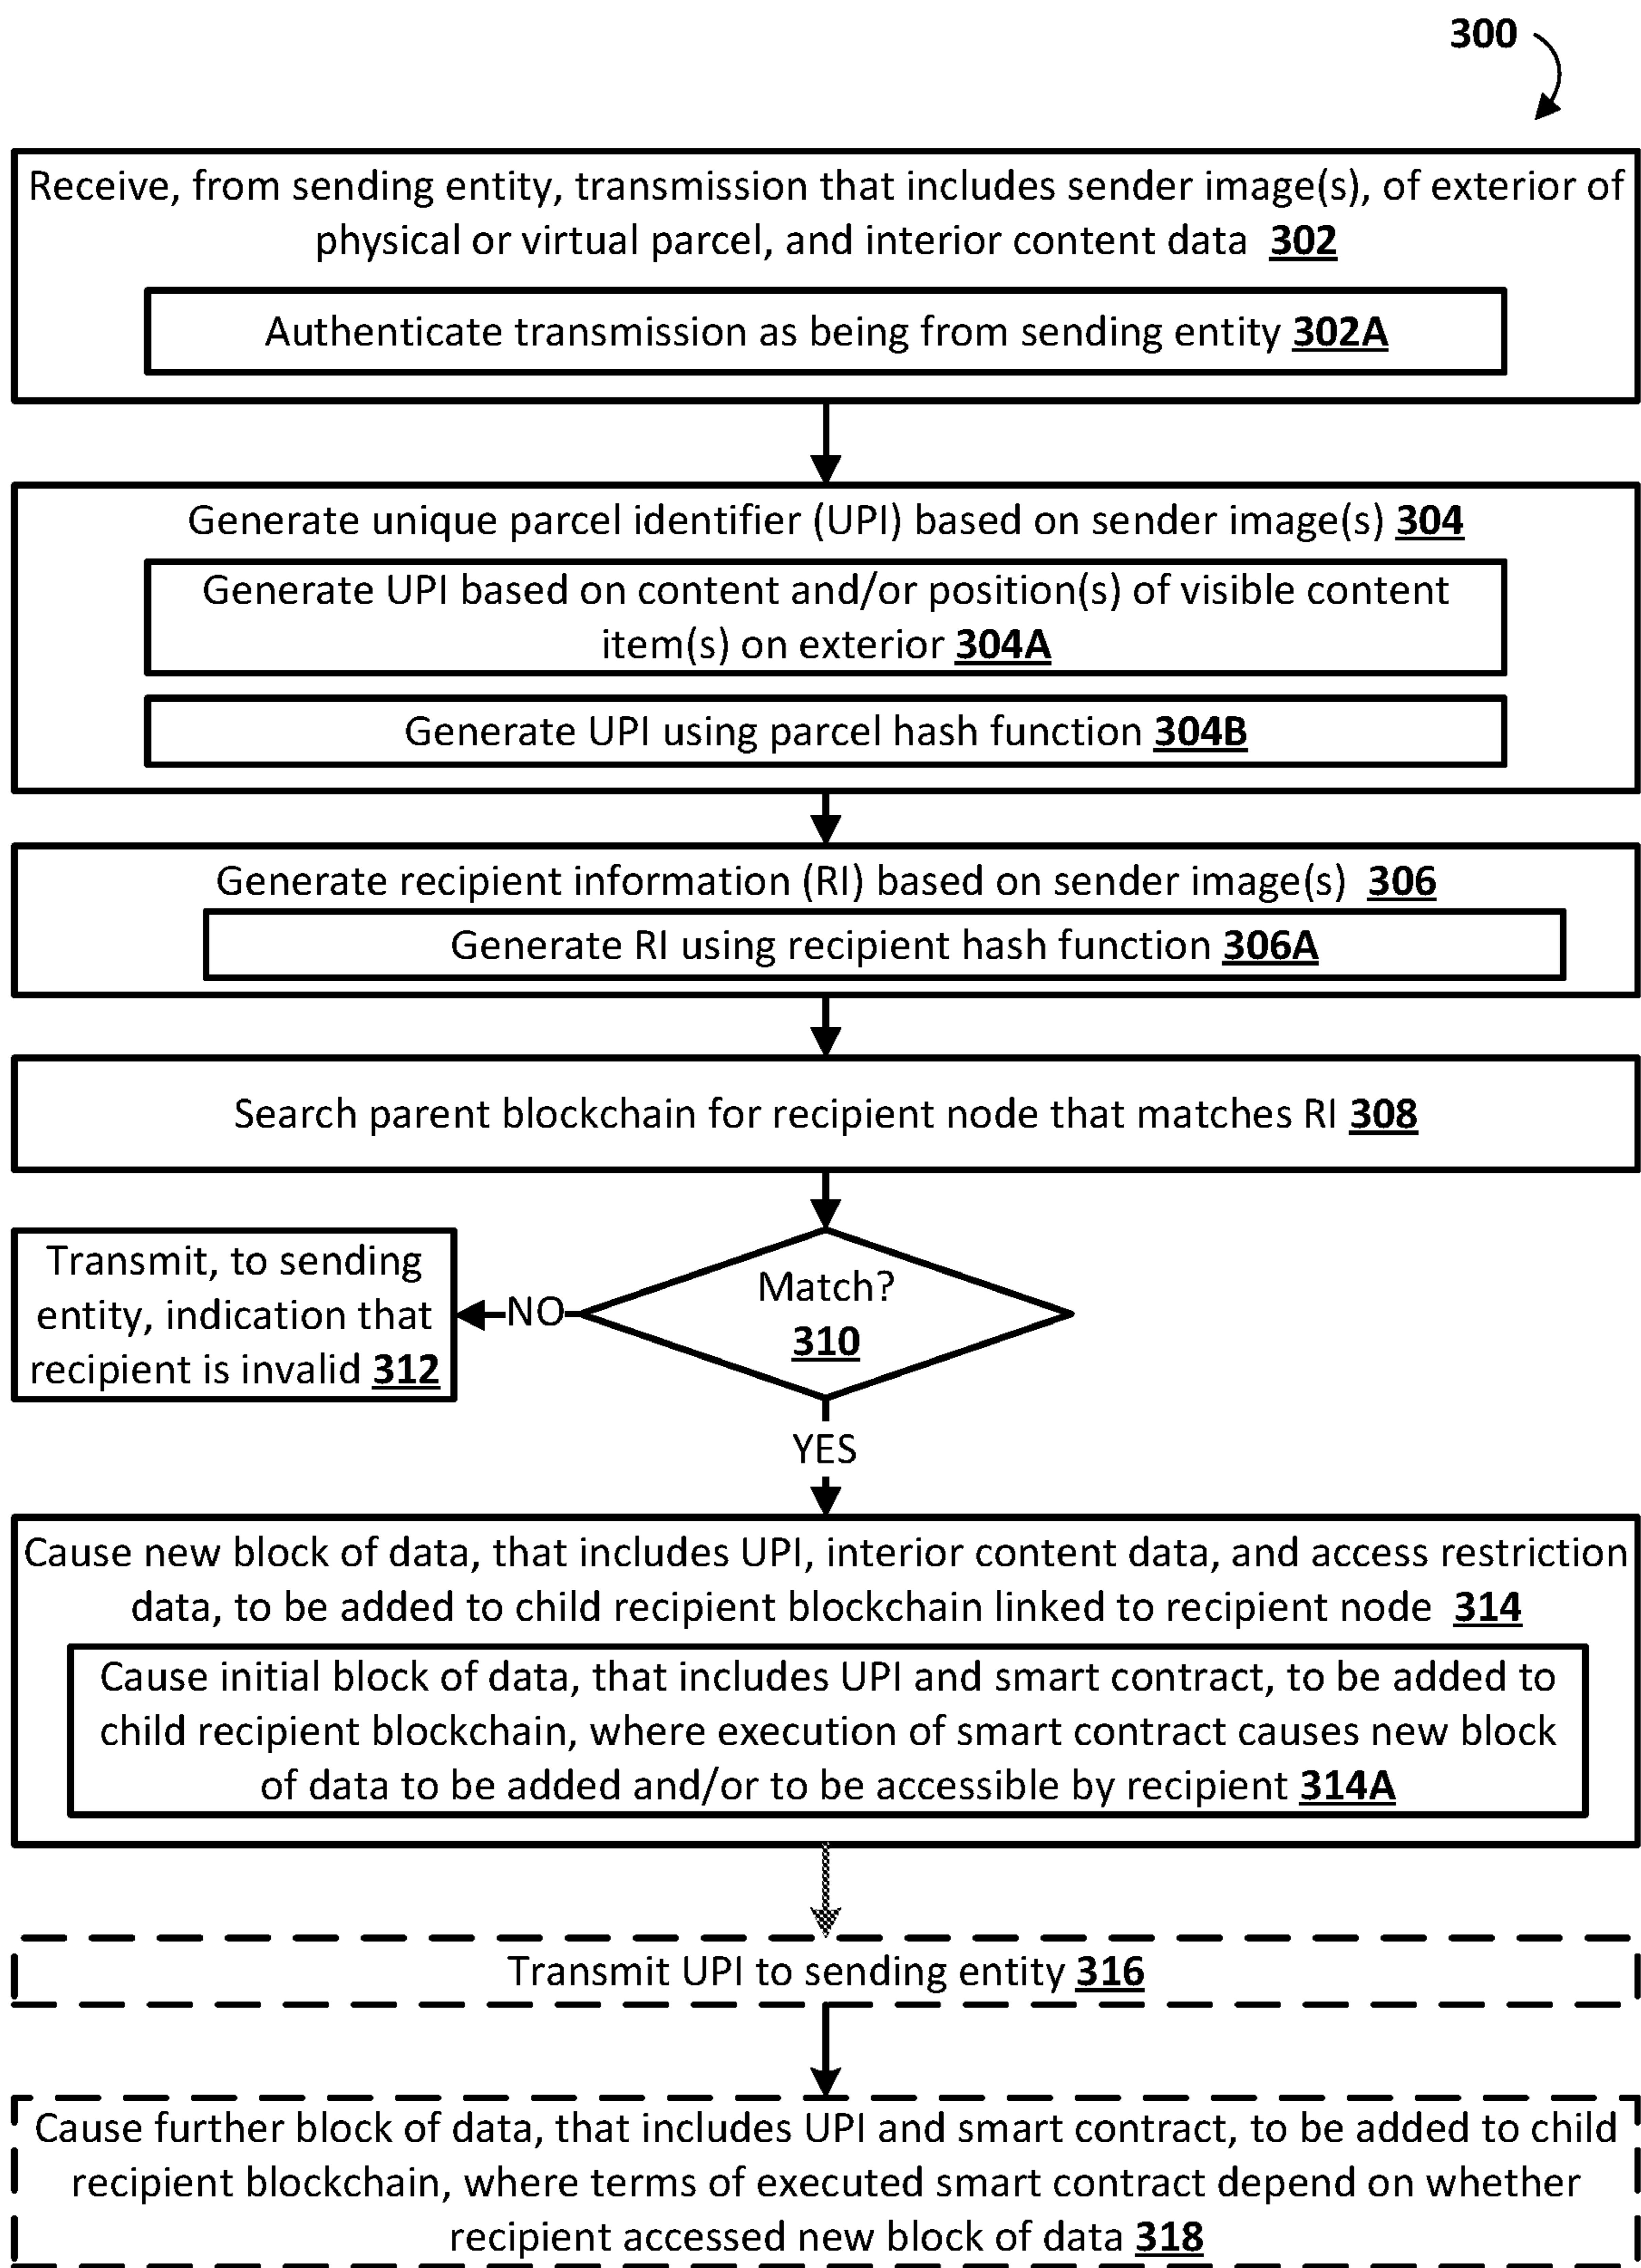 300
Receive, from sending entity, transmission that includes sender image(s), of exterior of
physical or virtual parcel, and interior content data 302
Authenticate transmission as being from sending entity 302A
Generate unique parcel identifier (UPI) based on sender image(s) 304
Generate UPI based on content and/or position(s) of visible content
item(s) on exterior 304A
Generate UPI using parcel hash function 304B
Generate recipient information (RI) based on sender image(s) 306
Generate RI using recipient hash function 306A
Search parent blockchain for recipient node that matches RI 308
Match?
310
NO
Transmit, to sending
entity, indication that
recipient is invalid 312
YES
Cause new block of data, that includes UPI, interior content data, and access restriction
data, to be added to child recipient blockchain linked to recipient node 314
Cause initial block of data, that includes UPI and smart contract, to be added to
child recipient blockchain, where execution of smart contract causes new block
of data to be added and/or to be accessible by recipient 314A
Transmit UPI to sending entity 316
Cause further block of data, that includes UPI and smart contract, to be added to child
recipient blockchain, where terms of executed smart contract depend on whether
recipient accessed new block of data 318